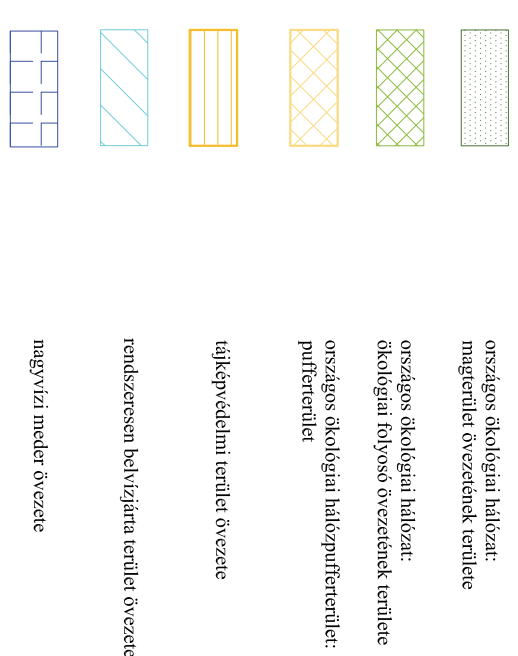 országos ökológiai hálózat:
magterület övezetének területe
országos ökológiai hálózat:
ökológiai folyosó övezetének területe
országos ökológiai hálózpufferterület:
pufferterület
tájképvédelmi terület övezete
rendszeresen belvízjárta terület övezete
nagyvízi meder övezete